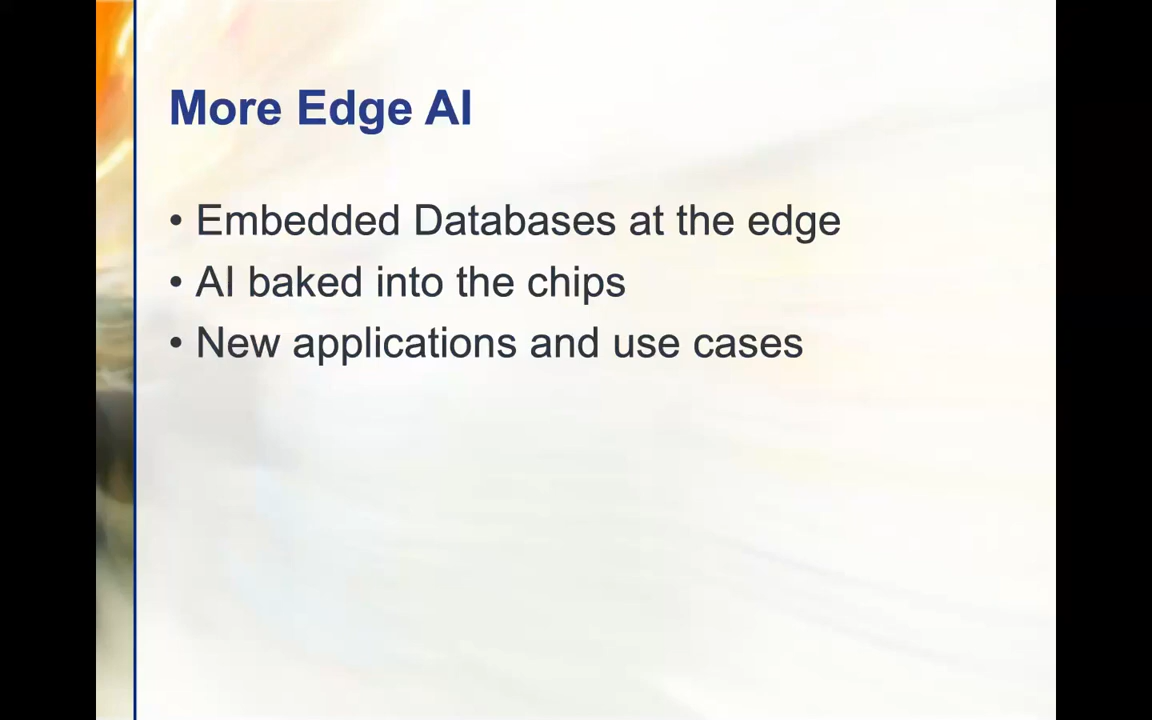 More Edge AI
• Embedded Databases at the edge
• AI baked into the chips
• New applications and use cases